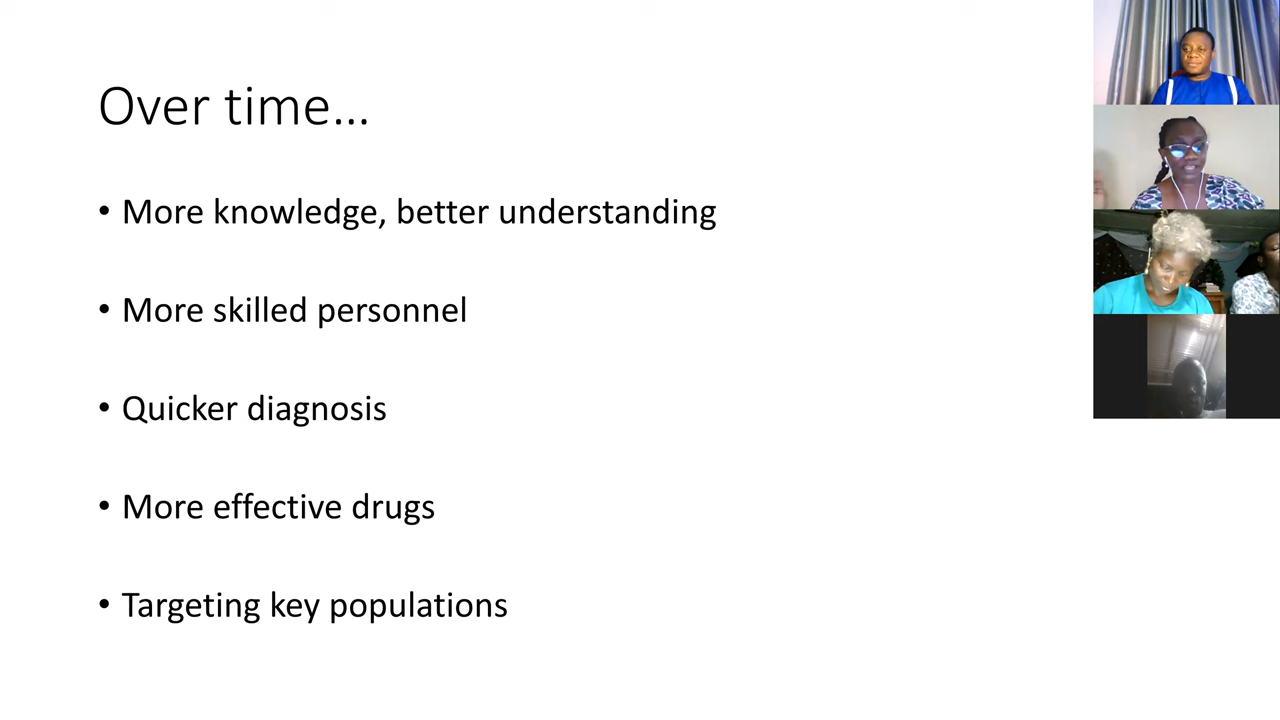 Over time…
• More knowledge, better understanding
• More skilled personnel
• Quicker diagnosis
• More effective drugs
• Targeting key populations